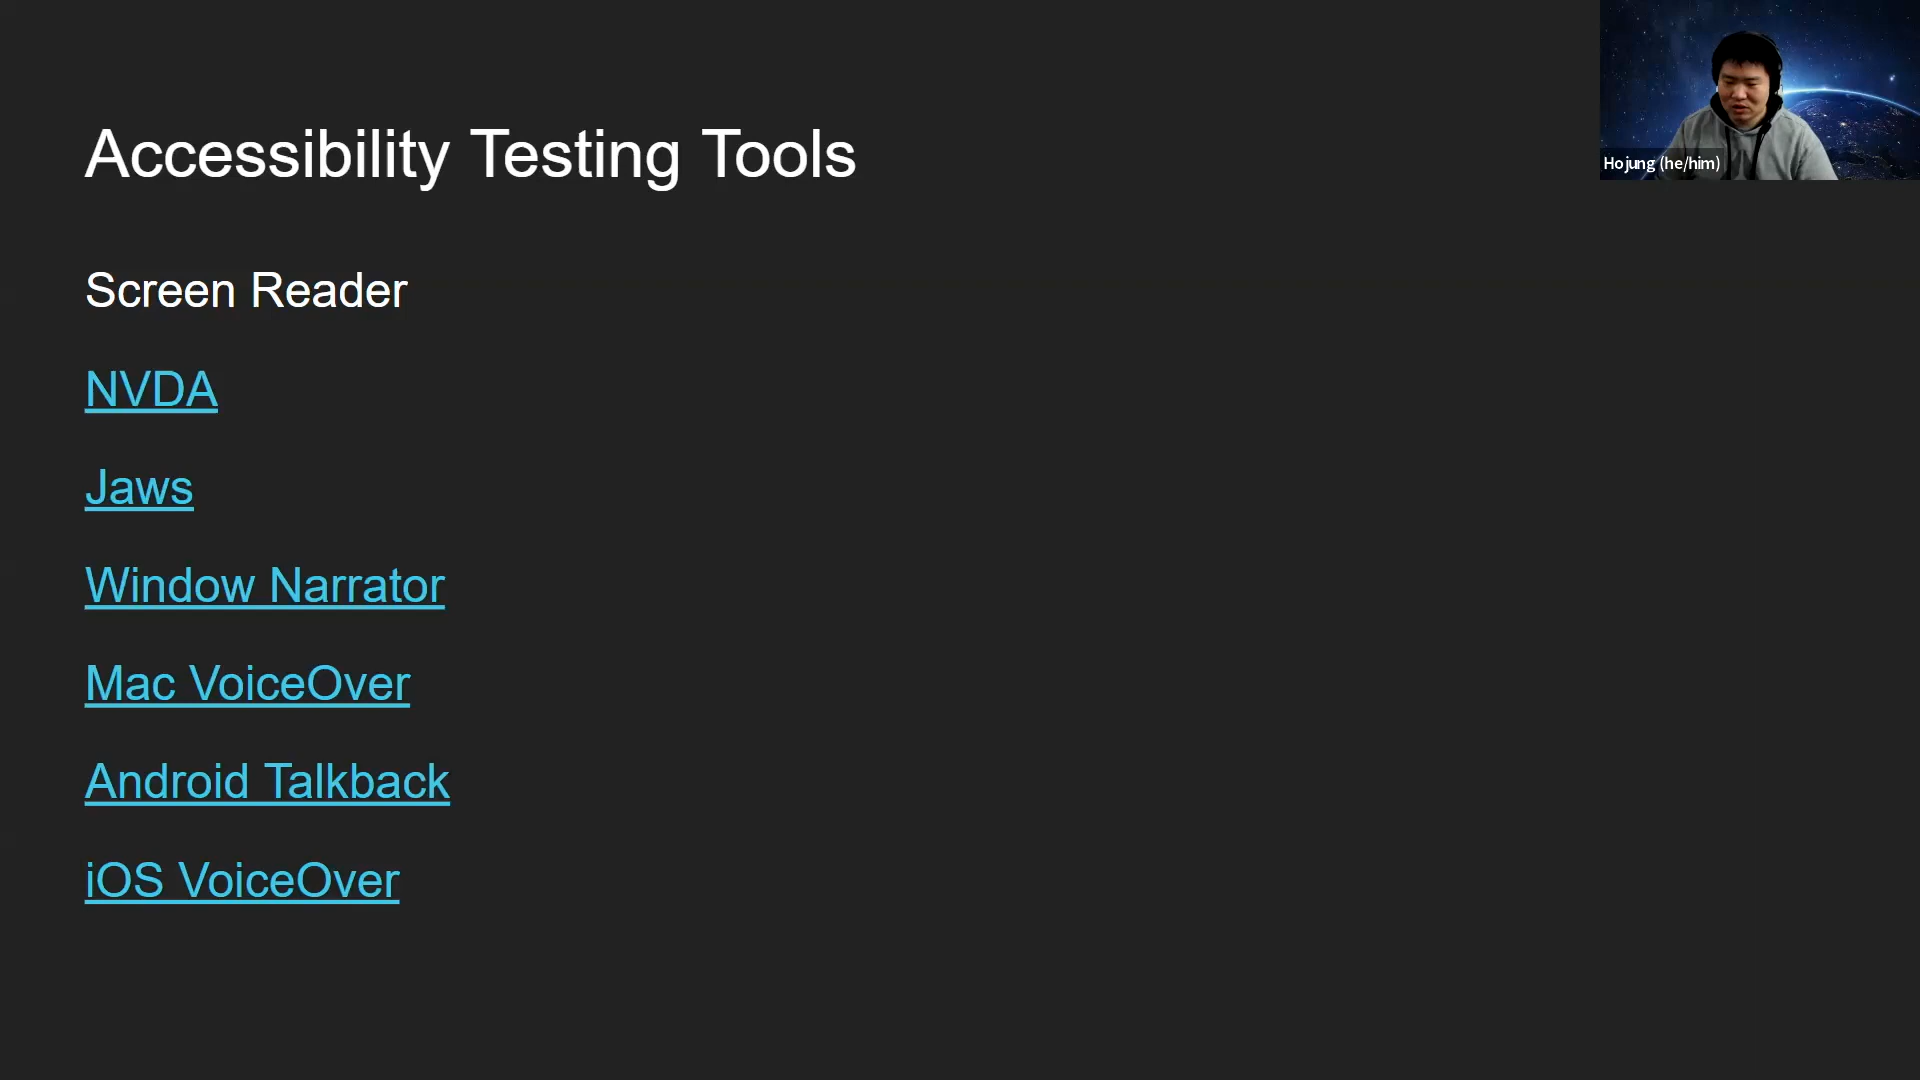 Accessibility Testing Tools
Hojung (he/him)
Screen Reader
NVDA
Jaws
Window Narrator
Mac VoiceOver
Android Talkback
iOS VoiceOver